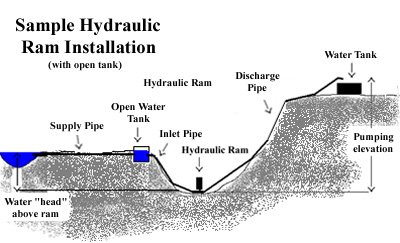 Sample Hydraulic
Ram Installation
(with open tank)
Hydraulic Ram
Discharge
Pipe
Water Tank
Open Water
Tank
Supply Pipe
Inlet Pipe
Hydraulic Ram
Pumping
elevation
Water "head"
above ram